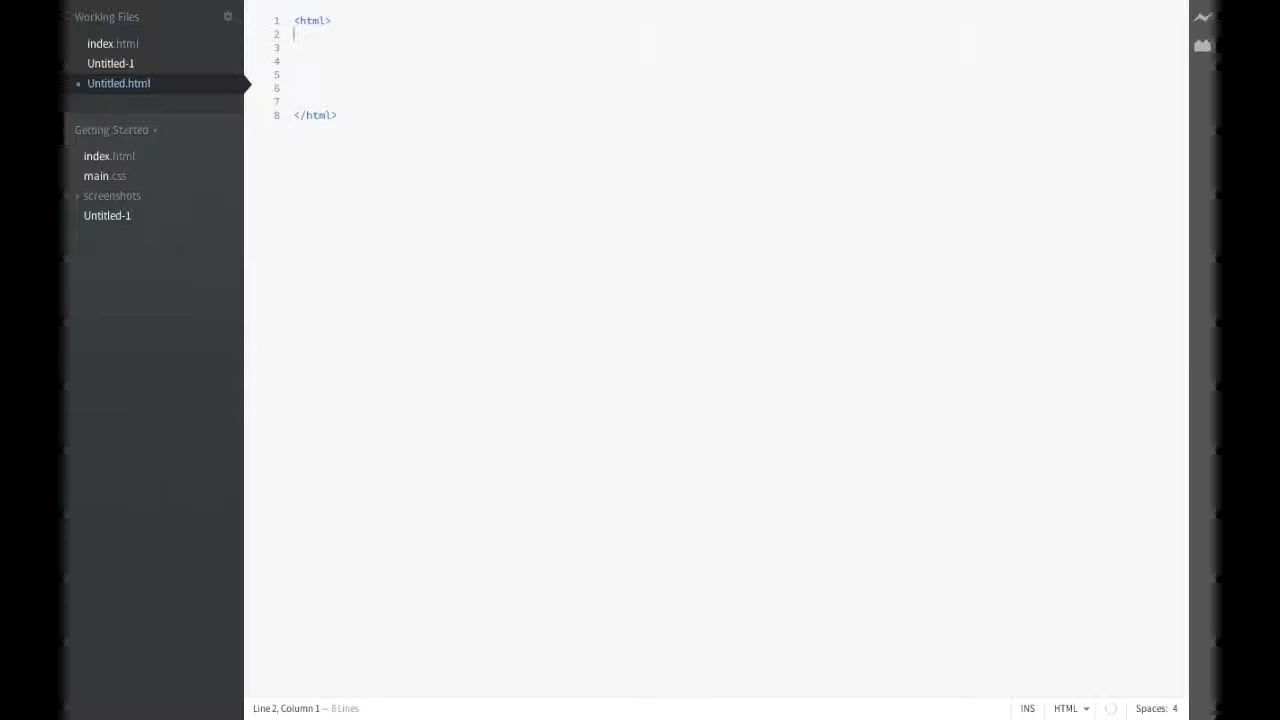 Working Files
index.html
Untitled-1
Untitled.html
Getting Started
index.html
main.css
screenshots
Untitled-1
1 <html>
2
3
4
5
6
7
8 </html>
Line 2, Column 1 — 8 Lines
INS
HTML
Spaces: 4